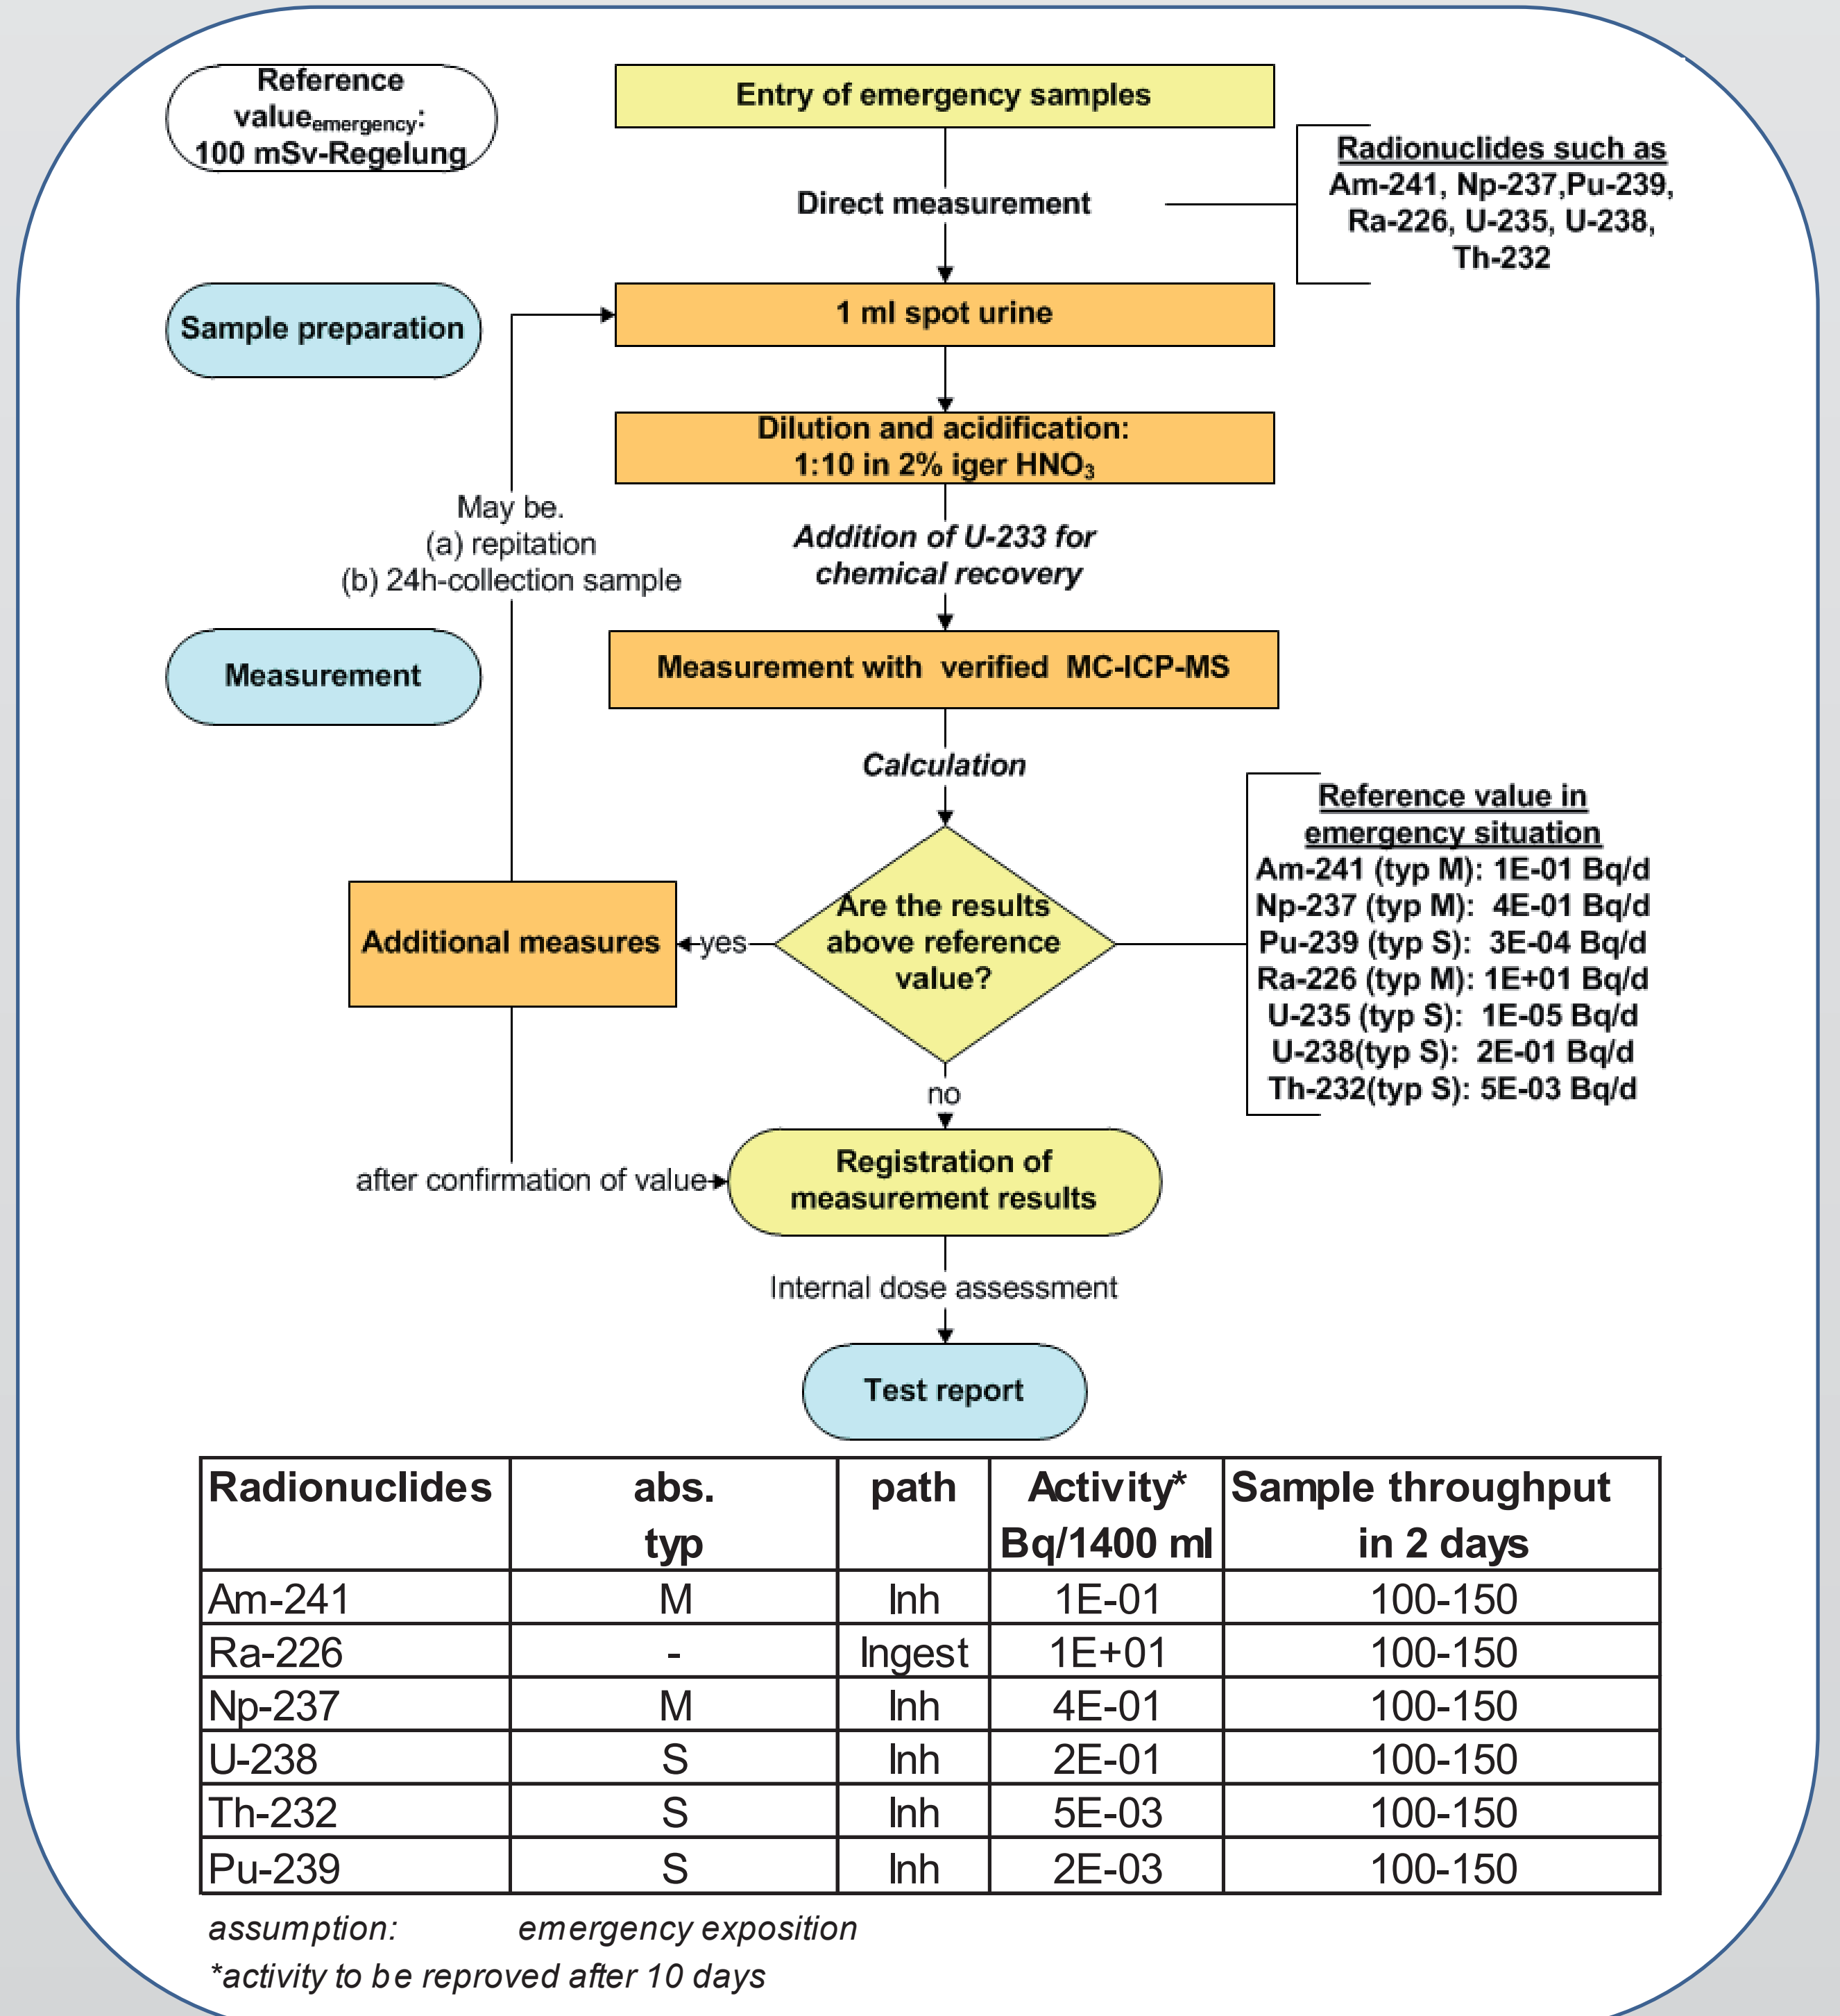 Reference
value emergency:
100 mSv-Regelung
Entry of emergency samples
Radionuclides such as
Am-241, Np-237,Pu-239,
Ra-226, U-235, U-238,
Th-232
Direct measurement
Sample preparation
1 ml spot urine
Dilution and acidification:
1:10 in 2% iger HNO₃
May be.
(a) repitation
(b) 24h-collection sample
Addition of U-233 for
chemical recovery
Measurement
Measurement with verified MC-ICP-MS
Calculation
Reference value in
emergency situation
Am-241 (typ M): 1E-01 Bq/d
Np-237 (typ M): 4E-01 Bq/d
Pu-239 (typ S): 3E-04 Bq/d
Ra-226 (typ M): 1E+01 Bq/d
U-235 (typ S): 1E-05 Bq/d
U-238(typ S): 2E-01 Bq/d
Th-232(typ S): 5E-03 Bq/d
Are the results
above reference
value?
yes
Additional measures
no
after confirmation of value
Registration of
measurement results
Internal dose assessment
Test report
Radionuclides abs. path Activity* Sample throughput
typ Bq/1400 ml in 2 days
Am-241 M Inh 1E-01 100-150
Ra-226 - Ingest 1E+01 100-150
Np-237 M Inh 4E-01 100-150
U-238 S Inh 2E-01 100-150
Th-232 S Inh 5E-03 100-150
Pu-239 S Inh 2E-03 100-150
assumption: emergency exposition
*activity to be reproved after 10 days